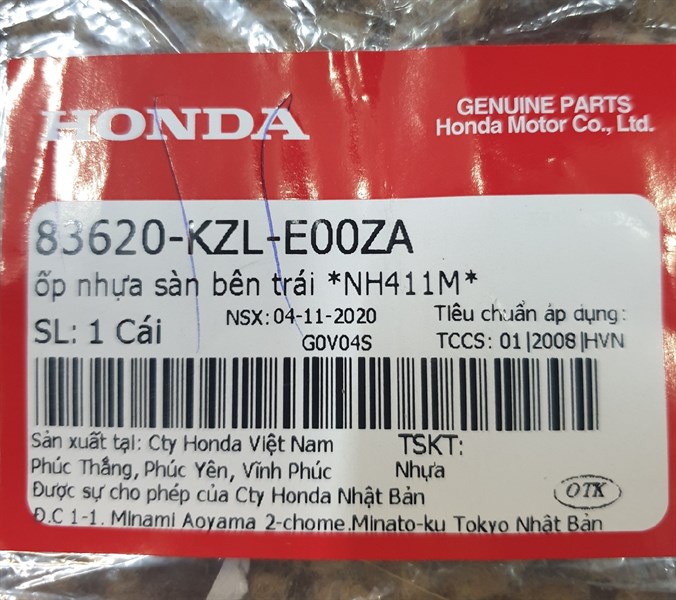 HONDA
GENUINE PARTS
Honda Motor Co., Ltd.
83620-KZL-E00ZA
ốp nhựa sàn bên trái *NH411M*
SL: 1 Cái
NSX: 04-11-2020
G0V04S
Tiêu chuẩn áp dụng:
TCCS: 01|2008|HVN
Sản xuất tại: Cty Honda Việt Nam
Phúc Thắng, Phúc Yên, Vĩnh Phúc
Được sự cho phép của Cty Honda Nhật Bản
Đ.C 1-1. Minami Aoyama 2-chome.Minato-ku Tokyo Nhật Bản
TSKT:
Nhựa
OTK